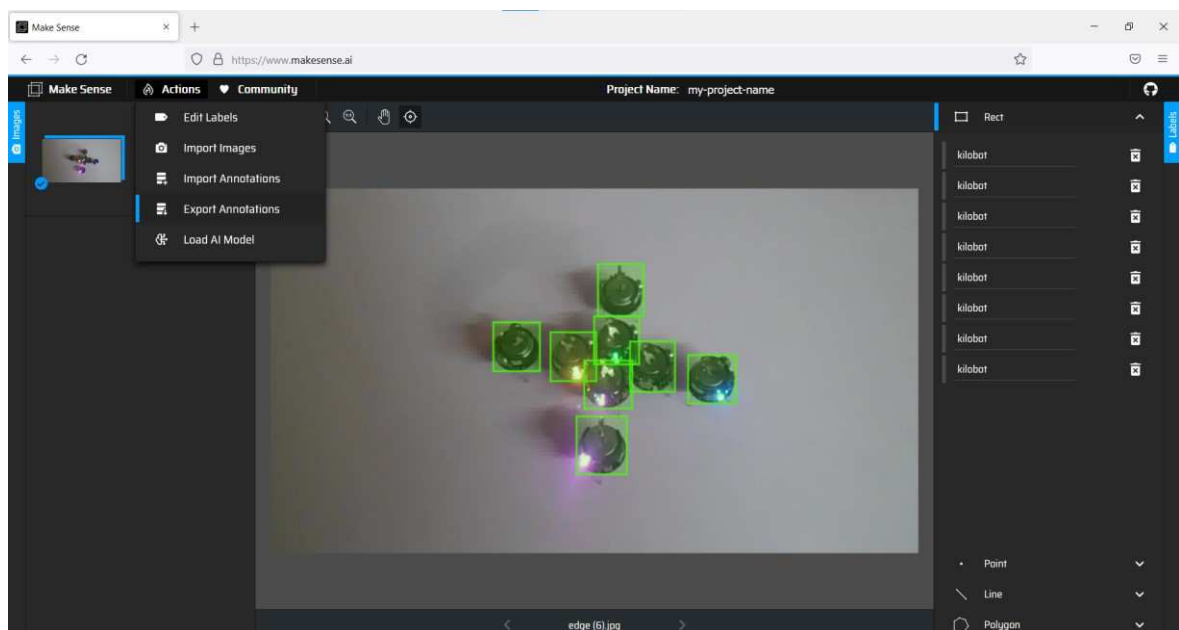 Make Sense
https://www.makesense.ai
Make Sense Actions Community Project Name: my-project-name
Images
Edit Labels
Import Images
Import Annotations
Export Annotations
Load AI Model
Rect
kilobot
kilobot
kilobot
kilobot
kilobot
kilobot
kilobot
kilobot
Point
Line
Polygon
Labels
edge (6).jpg